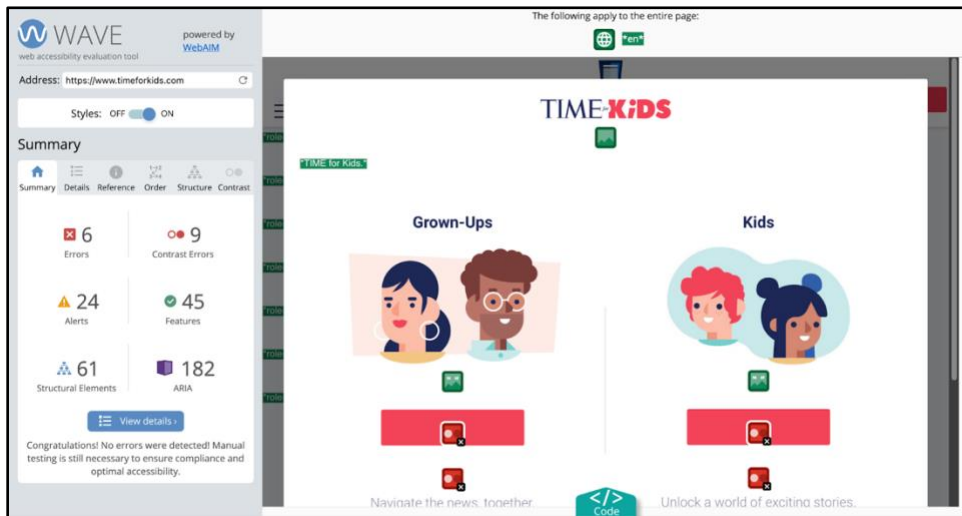 WAVE
web accessibility evaluation tool
powered by
WebAIM
Address: https://www.timeforkids.com
Styles: OFF ON
Summary
Summary Details Reference Order Structure Contrast
6
Errors
9
Contrast Errors
24
Alerts
45
Features
61
Structural Elements
182
ARIA
View details ›
Congratulations! No errors were detected! Manual
testing is still necessary to ensure compliance and
optimal accessibility.
The following apply to the entire page:
*en*
TIME for KiDS
*TIME for Kids.*
Grown-Ups
Kids
Navigate the news, together.
Unlock a world of exciting stories.
</>
Code